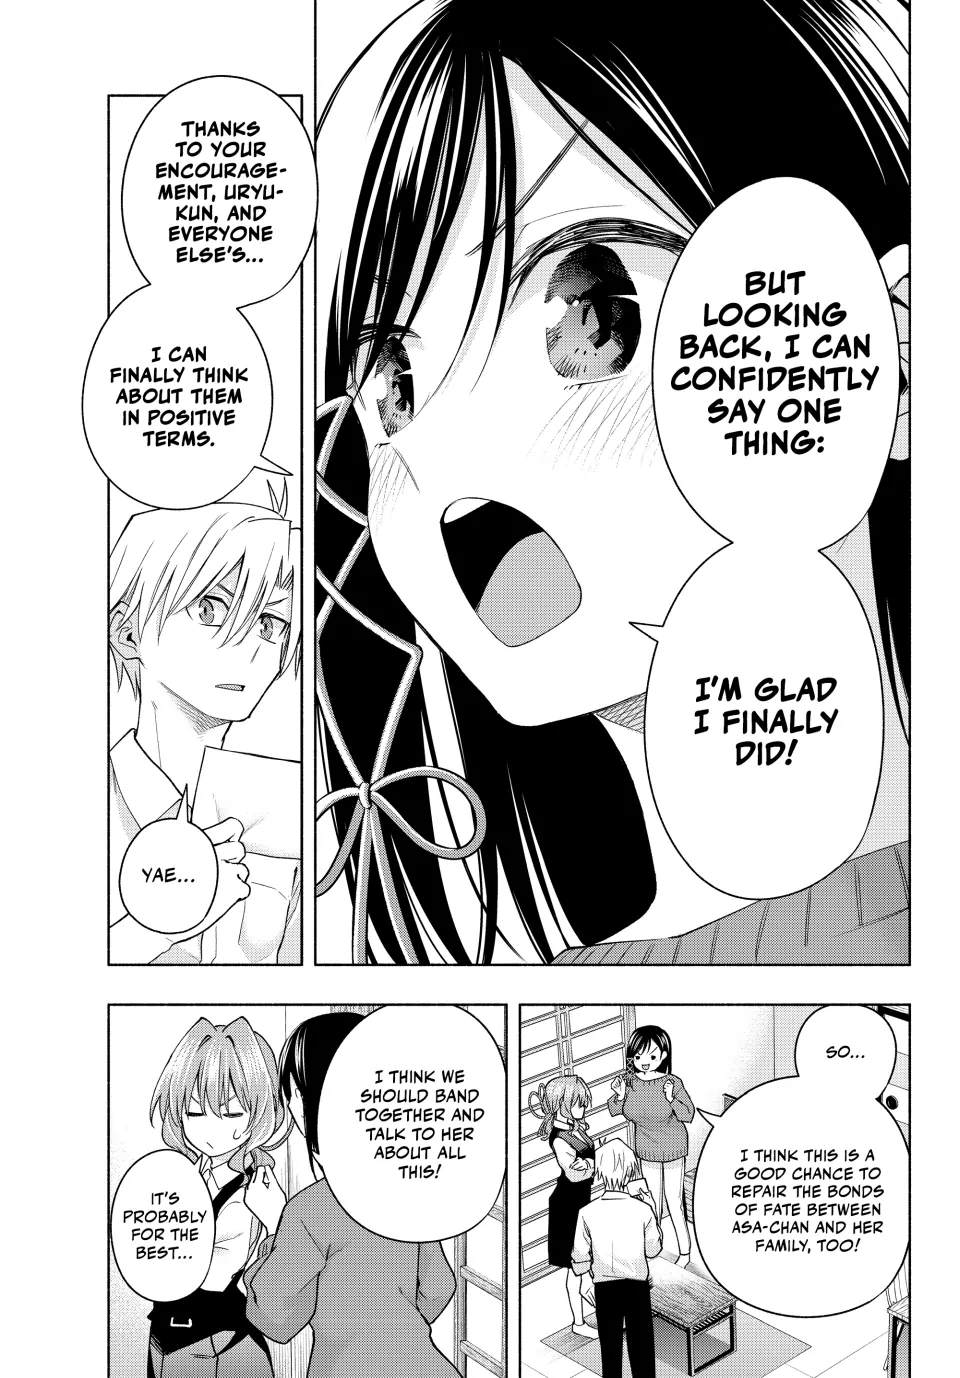 BUT
LOOKING
BACK, I CAN
CONFIDENTLY
SAY ONE
THING:
I'M GLAD
I FINALLY
DID!
THANKS
TO YOUR
ENCOURAGE-
MENT, URYU-
KUN, AND
EVERYONE
ELSE'S...
I CAN
FINALLY THINK
ABOUT THEM
IN POSITIVE
TERMS.
YAE...
SO...
I THINK THIS IS A
GOOD CHANCE TO
REPAIR THE BONDS
OF FATE BETWEEN
ASA-CHAN AND HER
FAMILY, TOO!
I THINK WE
SHOULD BAND
TOGETHER AND
TALK TO HER
ABOUT ALL
THIS!
IT'S
PROBABLY
FOR THE
BEST...